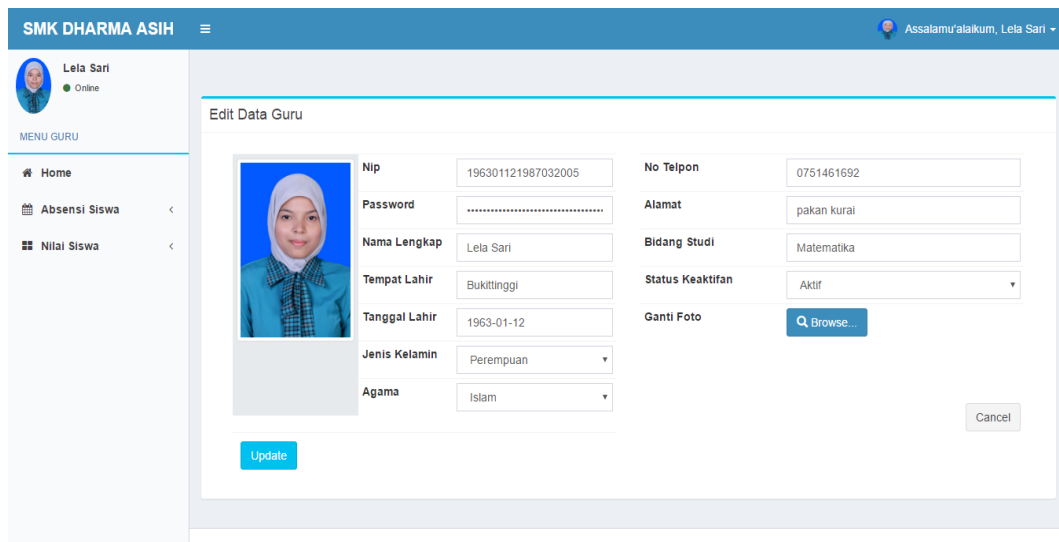 SMK DHARMA ASIH
Assalamu'alaikum, Lela Sari
Lela Sari
Online
MENU GURU
Home
Absensi Siswa
Nilai Siswa
Edit Data Guru
Nip 196301121987032005
Password
Nama Lengkap Lela Sari
Tempat Lahir Bukittinggi
Tanggal Lahir 1963-01-12
Jenis Kelamin Perempuan
Agama Islam
No Telpon 0751461692
Alamat pakan kurai
Bidang Studi Matematika
Status Keaktifan Aktif
Ganti Foto Browse...
Cancel
Update